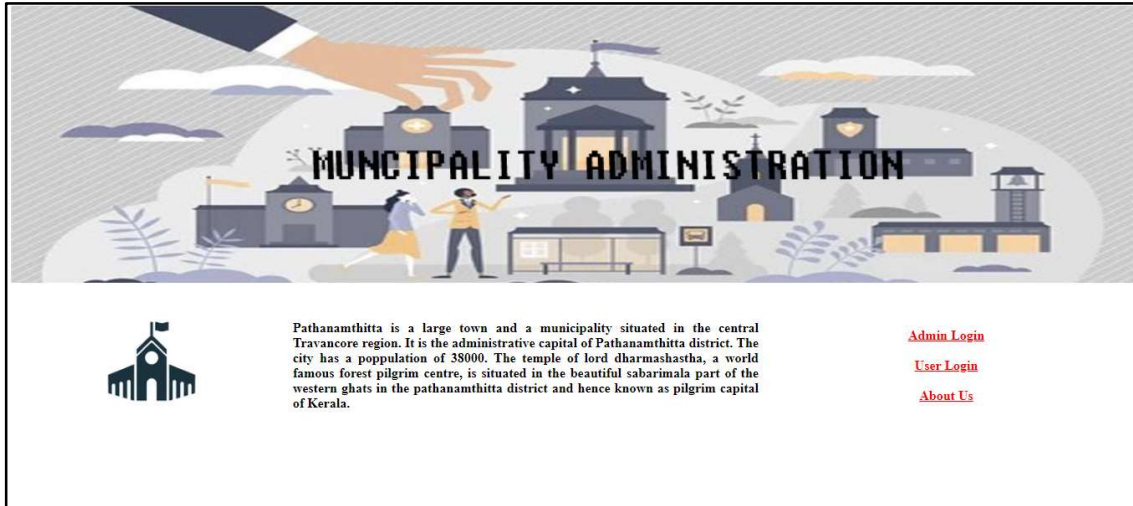 MUNCIPALITY ADMINISTRATION
Pathanamthitta is a large town and a municipality situated in the central
Travancore region. It is the administrative capital of Pathanamthitta district. The
city has a poppulation of 38000. The temple of lord dharmashastha, a world
famous forest pilgrim centre, is situated in the beautiful sabarimala part of the
western ghats in the pathanamthitta district and hence known as pilgrim capital
of Kerala.
Admin Login
User Login
About Us